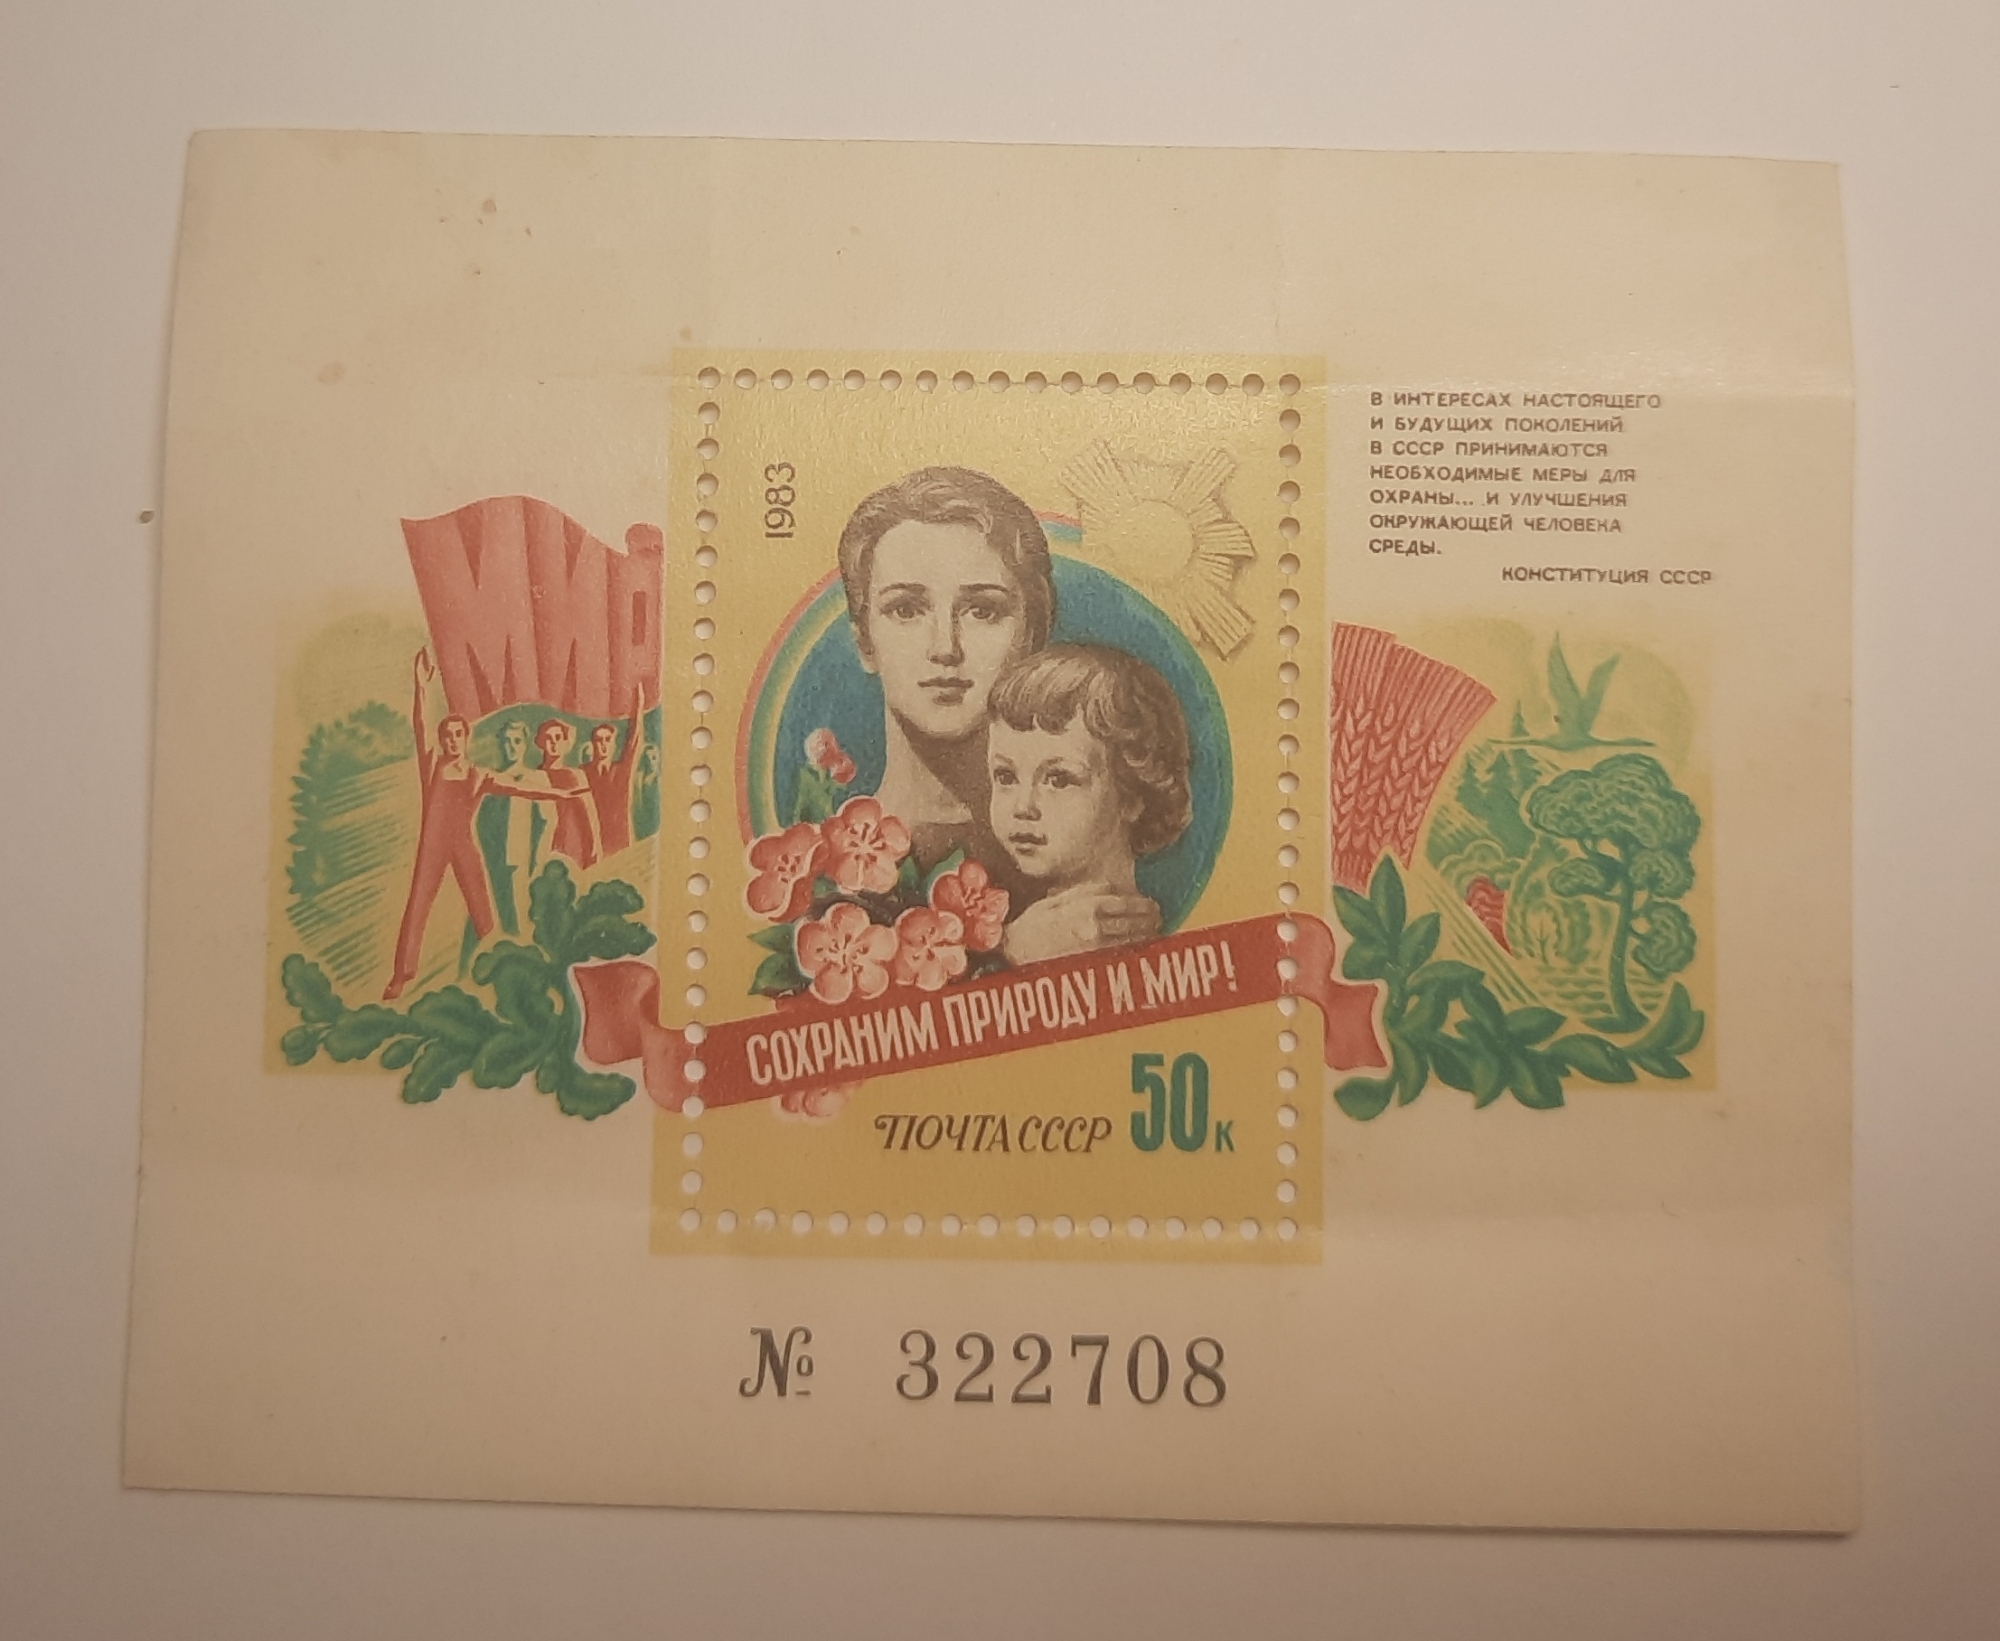 В ИНТЕРЕСАХ НАСТОЯЩЕГО
И БУДУЩИХ ПОКОЛЕНИЙ
В СССР ПРИНИМАЮТСЯ
НЕОБХОДИМЫЕ МЕРЫ ДЛЯ
ОХРАНЫ... И УЛУЧШЕНИЯ
ОКРУЖАЮЩЕЙ ЧЕЛОВЕКА
СРЕДЫ.
КОНСТИТУЦИЯ СССР
1983
МИР
СОХРАНИМ ПРИРОДУ И МИР!
ПОЧТА СССР 50к
№ 322708